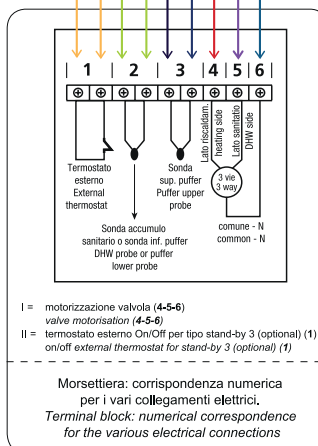 1 2 3 4 5 6
Lato riscaldam.
heating side
Lato sanitatio
DHW side
Termostato
esterno
External
thermostat
Sonda
sup. puffer
Puffer upper
probe
3 vie
3 way
comune - N
common - N
Sonda accumulo
sanitario o sonda inf. puffer
DHW probe or puffer
lower probe
I = motorizzazione valvola (4-5-6)
valve motorisation (4-5-6)
II = termostato esterno On/Off per tipo stand-by 3 (optional) (1)
on/off external thermostat for stand-by 3 (optional) (1)
Morsettiera: corrispondenza numerica
per i vari collegamenti elettrici.
Terminal block: numerical correspondence
for the various electrical connections